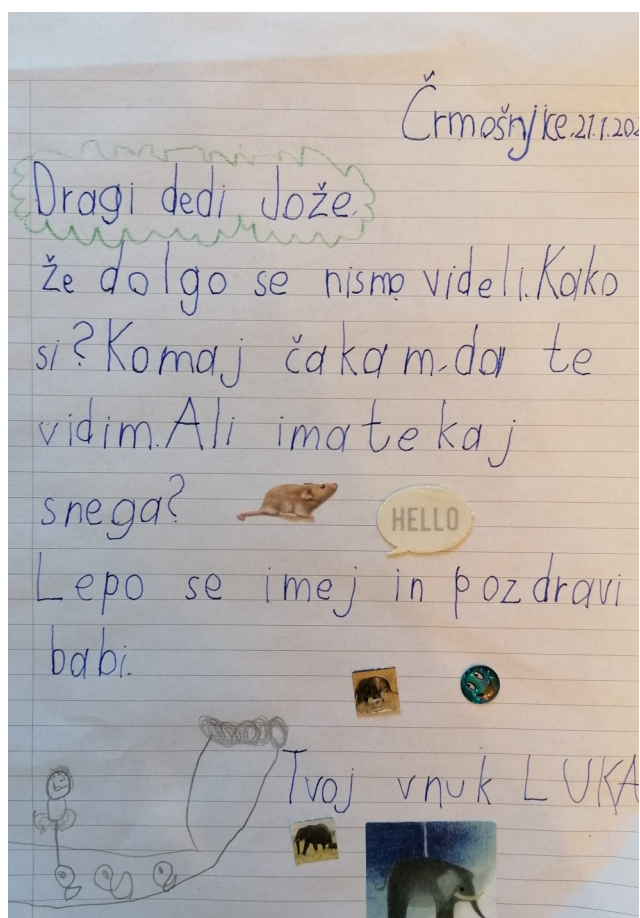 Črmošnjice.21.1.202
Dragi dedi Jože.
že dolgo se nismo videli.Kako
si? Komaj čakam.da te
vidim.Ali imate kaj
snega?
HELLO
Lepo se imej in pozdravi
babi.
Tvoj vnuk LUKA